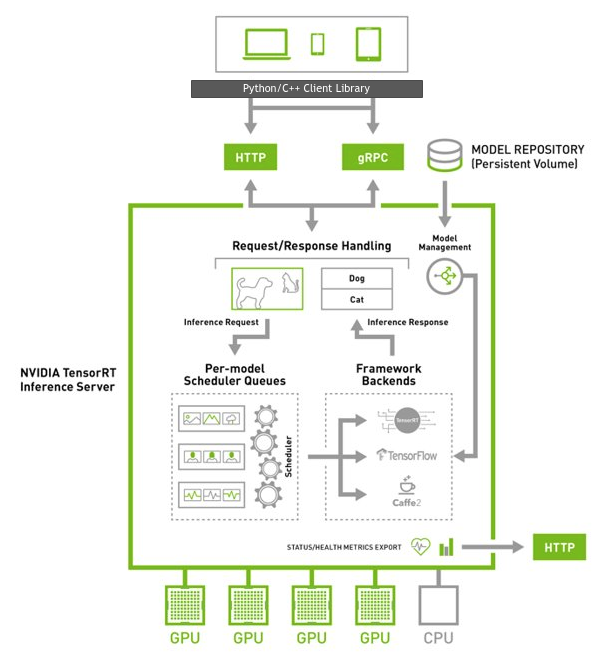 Python/C++ Client Library
HTTP
gRPC
MODEL REPOSITORY
(Persistent Volume)
Model
Management
Request/Response Handling
Dog
Cat
Inference Request
Inference Response
NVIDIA TensorRT
Inference Server
Per-model
Scheduler Queues
Framework
Backends
Scheduler
TensorRT
TensorFlow
Caffe2
STATUS/HEALTH METRICS EXPORT
HTTP
GPU
GPU
GPU
GPU
CPU